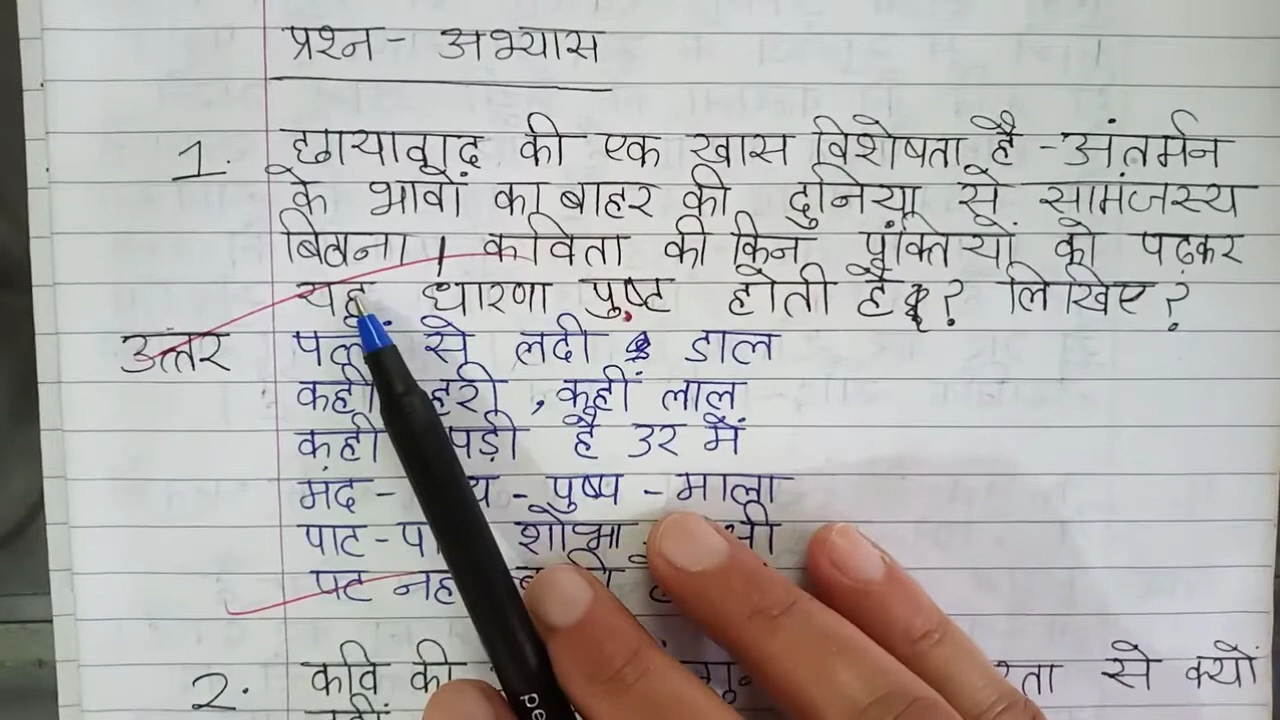 प्रश्न- अभ्यास
1. छायावाद की एक खास विशेषता है -अंतर्मन
के भावों का बाहर की दुनिया से सामंजस्य
बिठाना । कविता की किन पंक्तियों को पढ़कर
यह धारणा पुष्ट होती है ? लिखिए ?
उत्तर से लदी डाल
कहीं हरी , कहीं लाल
कहीं पड़ी है उर में
मंद - - पुष्प - माला
पाट-पा शोभा
पट नह
2. कवि की से क्यों